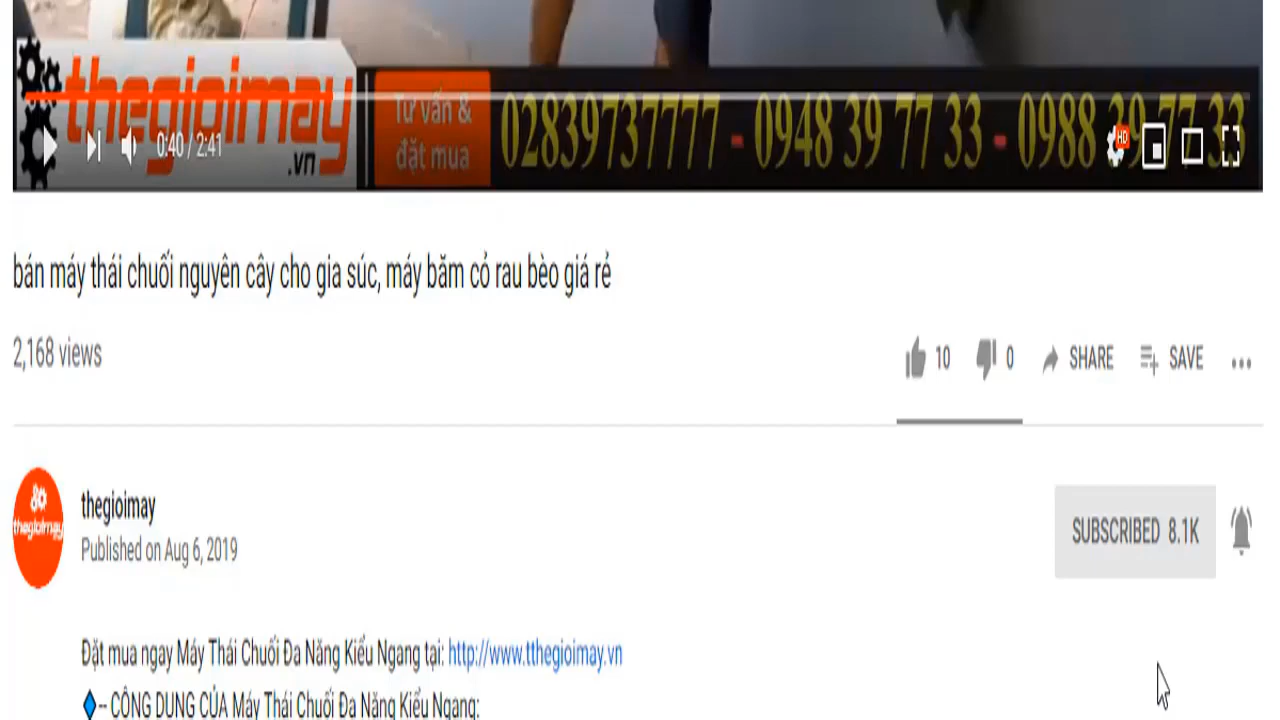 thegioimay
.vn
Tư vấn &
đặt mua
02839737777 - 0948 39 77 33 - 0988 39 77 33
0:40 / 2:41
HD
bán máy thái chuối nguyên cây cho gia súc, máy băm cỏ rau bèo giá rẻ
2,168 views
10 0 SHARE SAVE
thegioimay
thegioimay
Published on Aug 6, 2019
SUBSCRIBED 8.1K
Đặt mua ngay Máy Thái Chuối Đa Năng Kiểu Ngang tại: http://www.tthegioimay.vn
-- CÔNG DỤNG CỦA Máy Thái Chuối Đa Năng Kiểu Ngang: